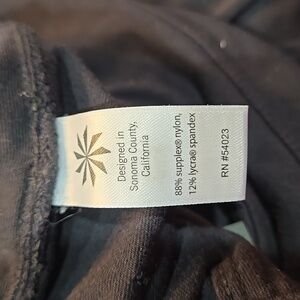 Designed in
Sonoma County,
California
88% supplex® nylon,
12% lycra® spandex
RN #54023